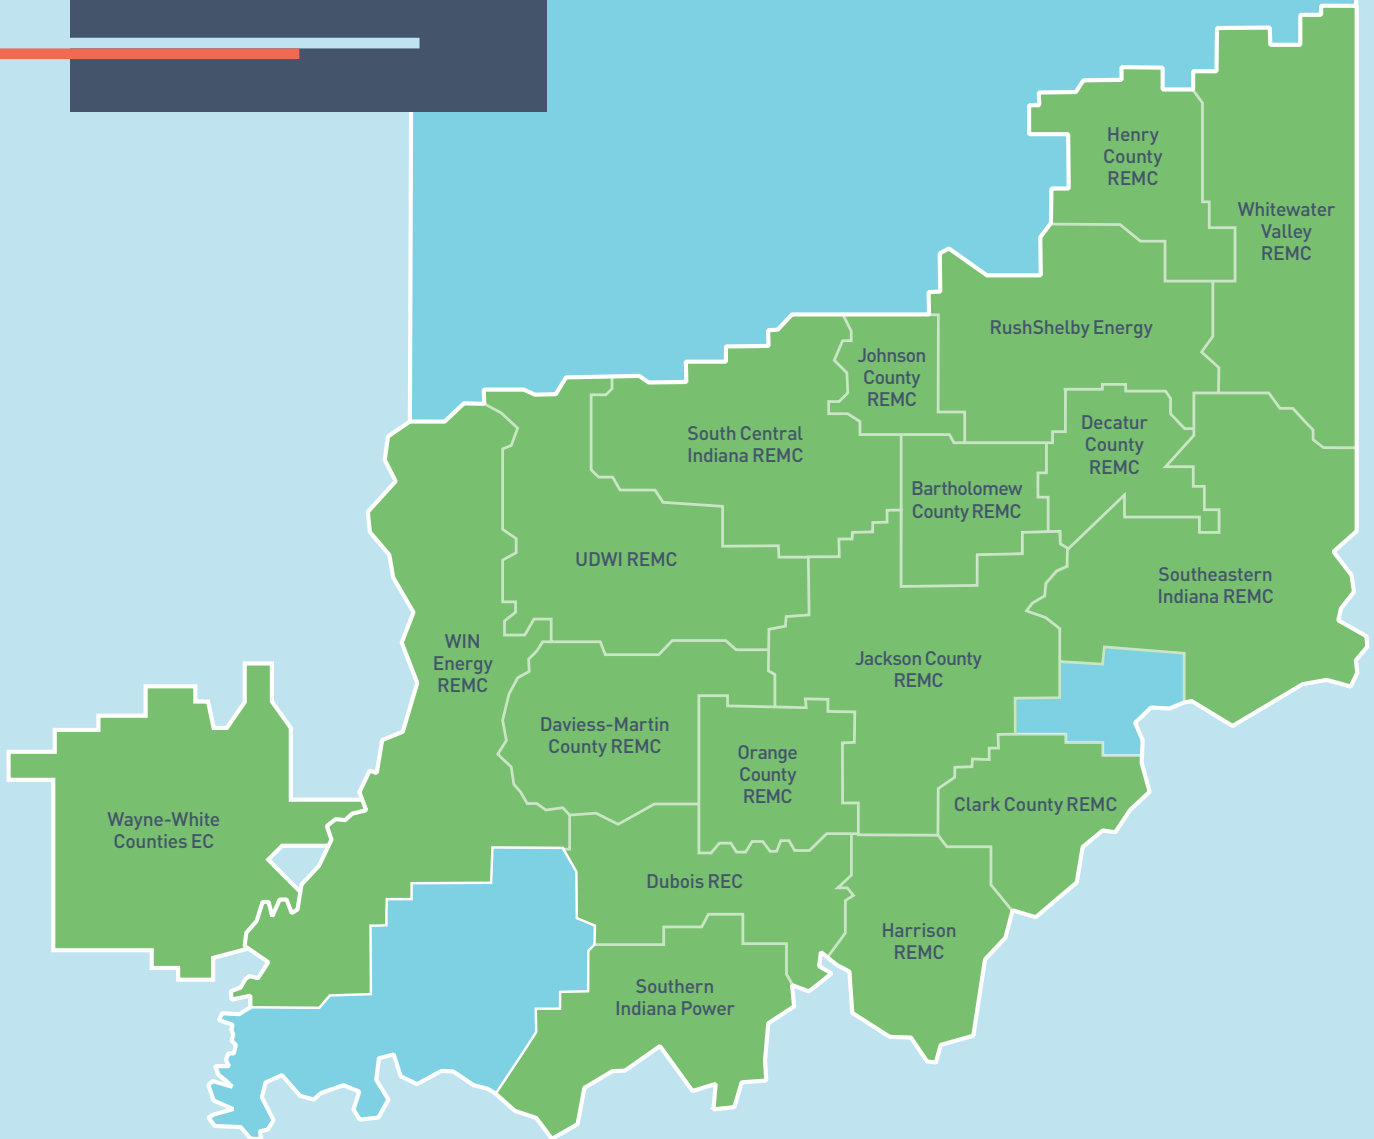 Henry
County
REMC
Whitewater
Valley
REMC
RushShelby Energy
Johnson
County
REMC
Decatur
County
REMC
South Central
Indiana REMC
Bartholomew
County REMC
UDWI REMC
Southeastern
Indiana REMC
WIN
Energy
REMC
Jackson County
REMC
Daviess-Martin
County REMC
Orange
County
REMC
Clark County REMC
Wayne-White
Counties EC
Dubois REC
Harrison
REMC
Southern
Indiana Power